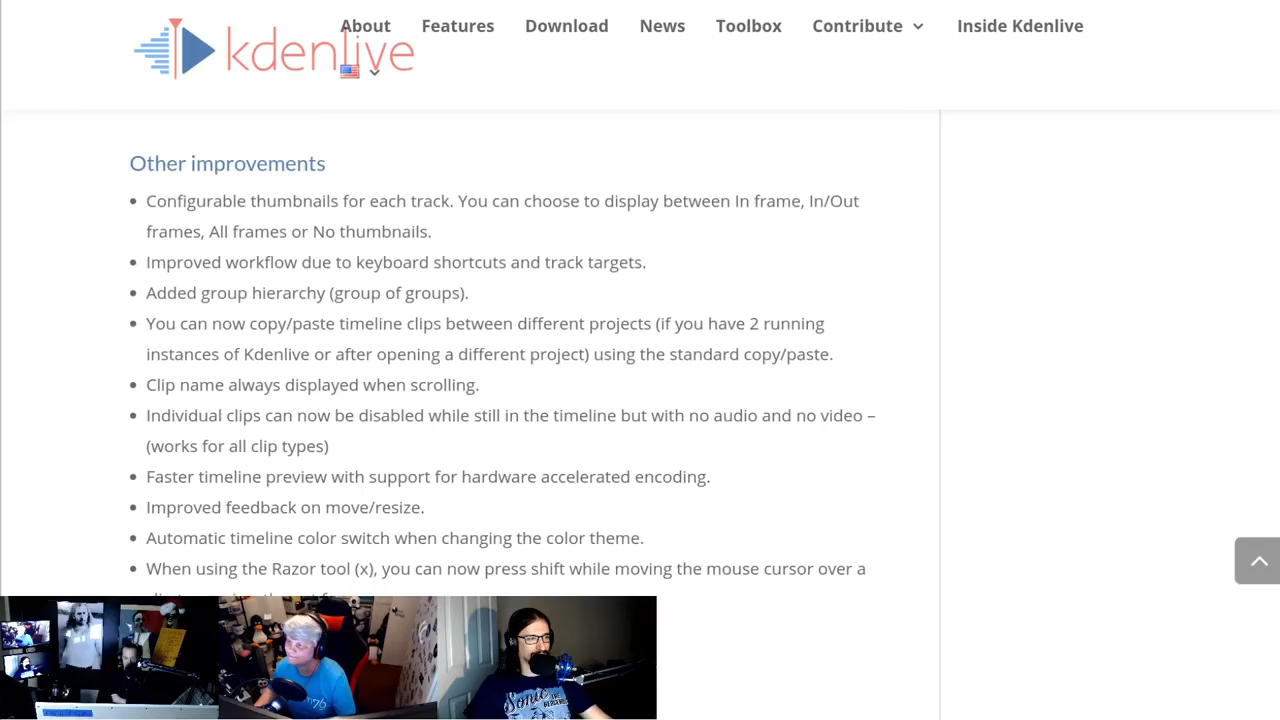 About Features Download News Toolbox Contribute Inside Kdenlive
kdenlive
Other improvements
• Configurable thumbnails for each track. You can choose to display between In frame, In/Out
frames, All frames or No thumbnails.
• Improved workflow due to keyboard shortcuts and track targets.
• Added group hierarchy (group of groups).
• You can now copy/paste timeline clips between different projects (if you have 2 running
instances of Kdenlive or after opening a different project) using the standard copy/paste.
• Clip name always displayed when scrolling.
• Individual clips can now be disabled while still in the timeline but with no audio and no video –
(works for all clip types)
• Faster timeline preview with support for hardware accelerated encoding.
• Improved feedback on move/resize.
• Automatic timeline color switch when changing the color theme.
• When using the Razor tool (x), you can now press shift while moving the mouse cursor over a
Sonic